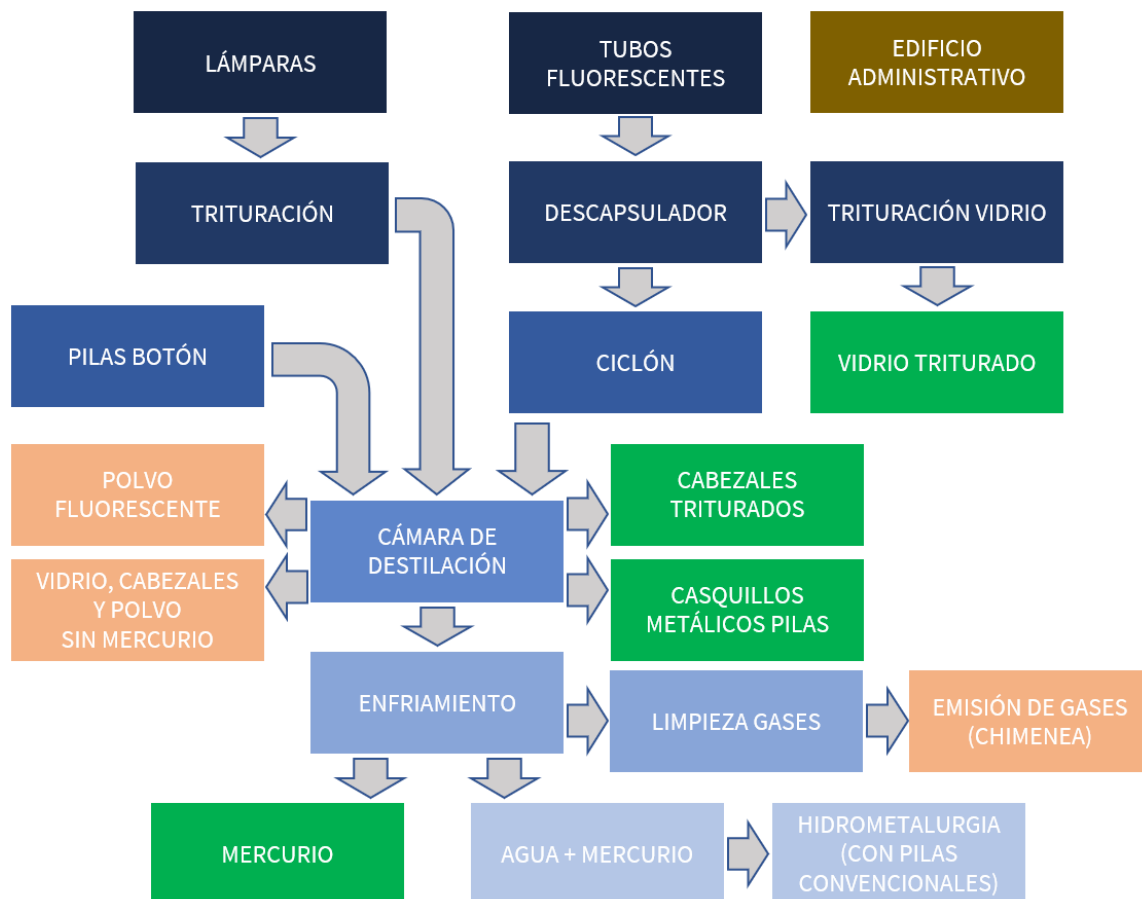 LÁMPARAS
TUBOS
FLUORESCENTES
EDIFICIO
ADMINISTRATIVO
TRITURACIÓN
DESCAPSULADOR
TRITURACIÓN VIDRIO
PILAS BOTÓN
CICLÓN
VIDRIO TRITURADO
POLVO
FLUORESCENTE
CÁMARA DE
DESTILACIÓN
CABEZALES
TRITURADOS
VIDRIO, CABEZALES
Y POLVO
SIN MERCURIO
CASQUILLOS
METÁLICOS PILAS
ENFRIAMIENTO
LIMPIEZA GASES
EMISIÓN DE GASES
(CHIMENEA)
MERCURIO
AGUA + MERCURIO
HIDROMETALURGIA
(CON PILAS
CONVENCIONALES)